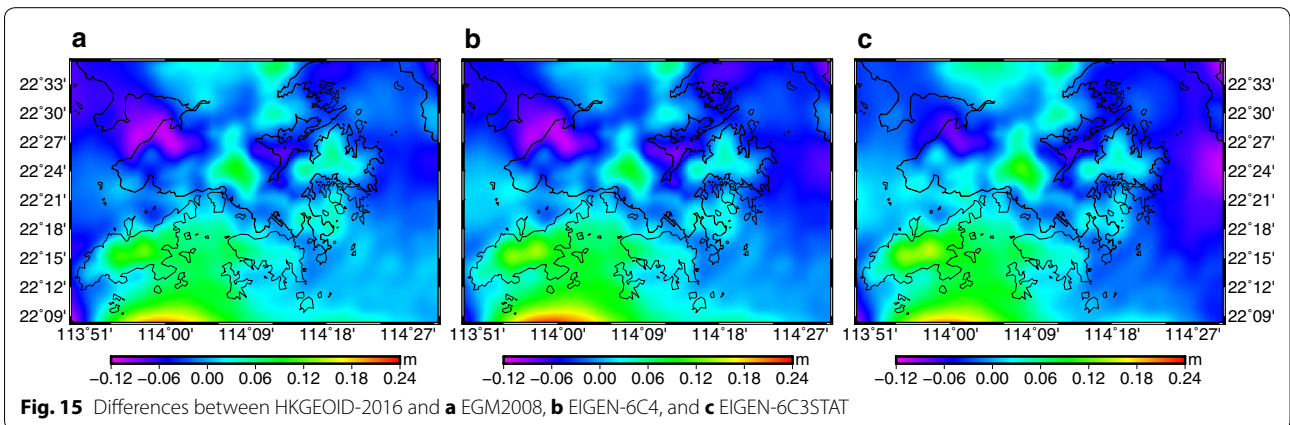 a b c
22˚33' 22˚33'
22˚30' 22˚30'
22˚27' 22˚27'
22˚24' 22˚24'
22˚21' 22˚21'
22˚18' 22˚18'
22˚15' 22˚15'
22˚12' 22˚12'
22˚09' 22˚09'
113˚51' 114˚00' 114˚09' 114˚18' 114˚27' 113˚51' 114˚00' 114˚09' 114˚18' 114˚27' 113˚51' 114˚00' 114˚09' 114˚18' 114˚27'
m m m
−0.12 −0.06 0.00 0.06 0.12 0.18 0.24 −0.12 −0.06 0.00 0.06 0.12 0.18 0.24 −0.12 −0.06 0.00 0.06 0.12 0.18 0.24
Fig. 15 Differences between HKGEOID-2016 and a EGM2008, b EIGEN-6C4, and c EIGEN-6C3STAT